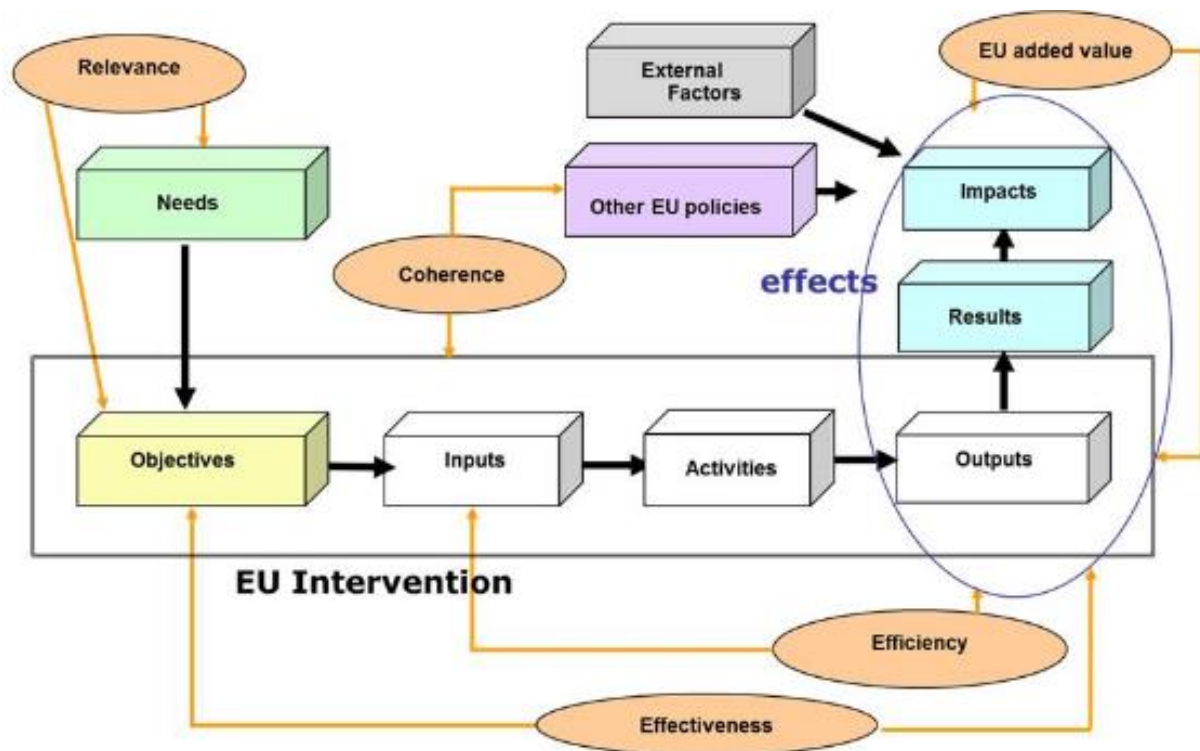 Relevance
EU added value
External
Factors
Needs
Impacts
Other EU policies
Coherence
effects
Results
Objectives
Inputs
Activities
Outputs
EU Intervention
Efficiency
Effectiveness